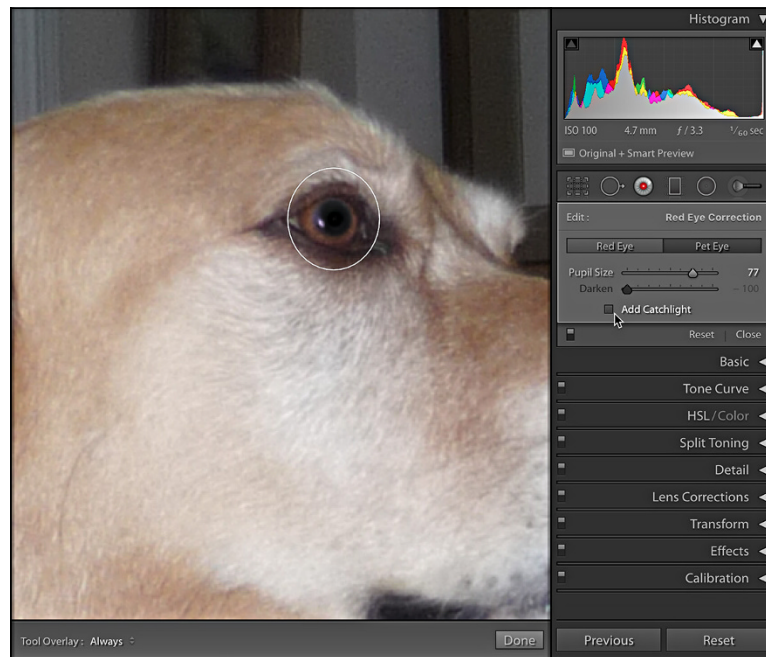 Histogram
ISO 100 4.7 mm ƒ / 3.3 1/60 sec
Original + Smart Preview
Edit : Red Eye Correction
Red Eye Pet Eye
Pupil Size 77
Darken – 100
Add Catchlight
Reset Close
Basic
Tone Curve
HSL / Color
Split Toning
Detail
Lens Corrections
Transform
Effects
Calibration
Tool Overlay : Always Done Previous Reset